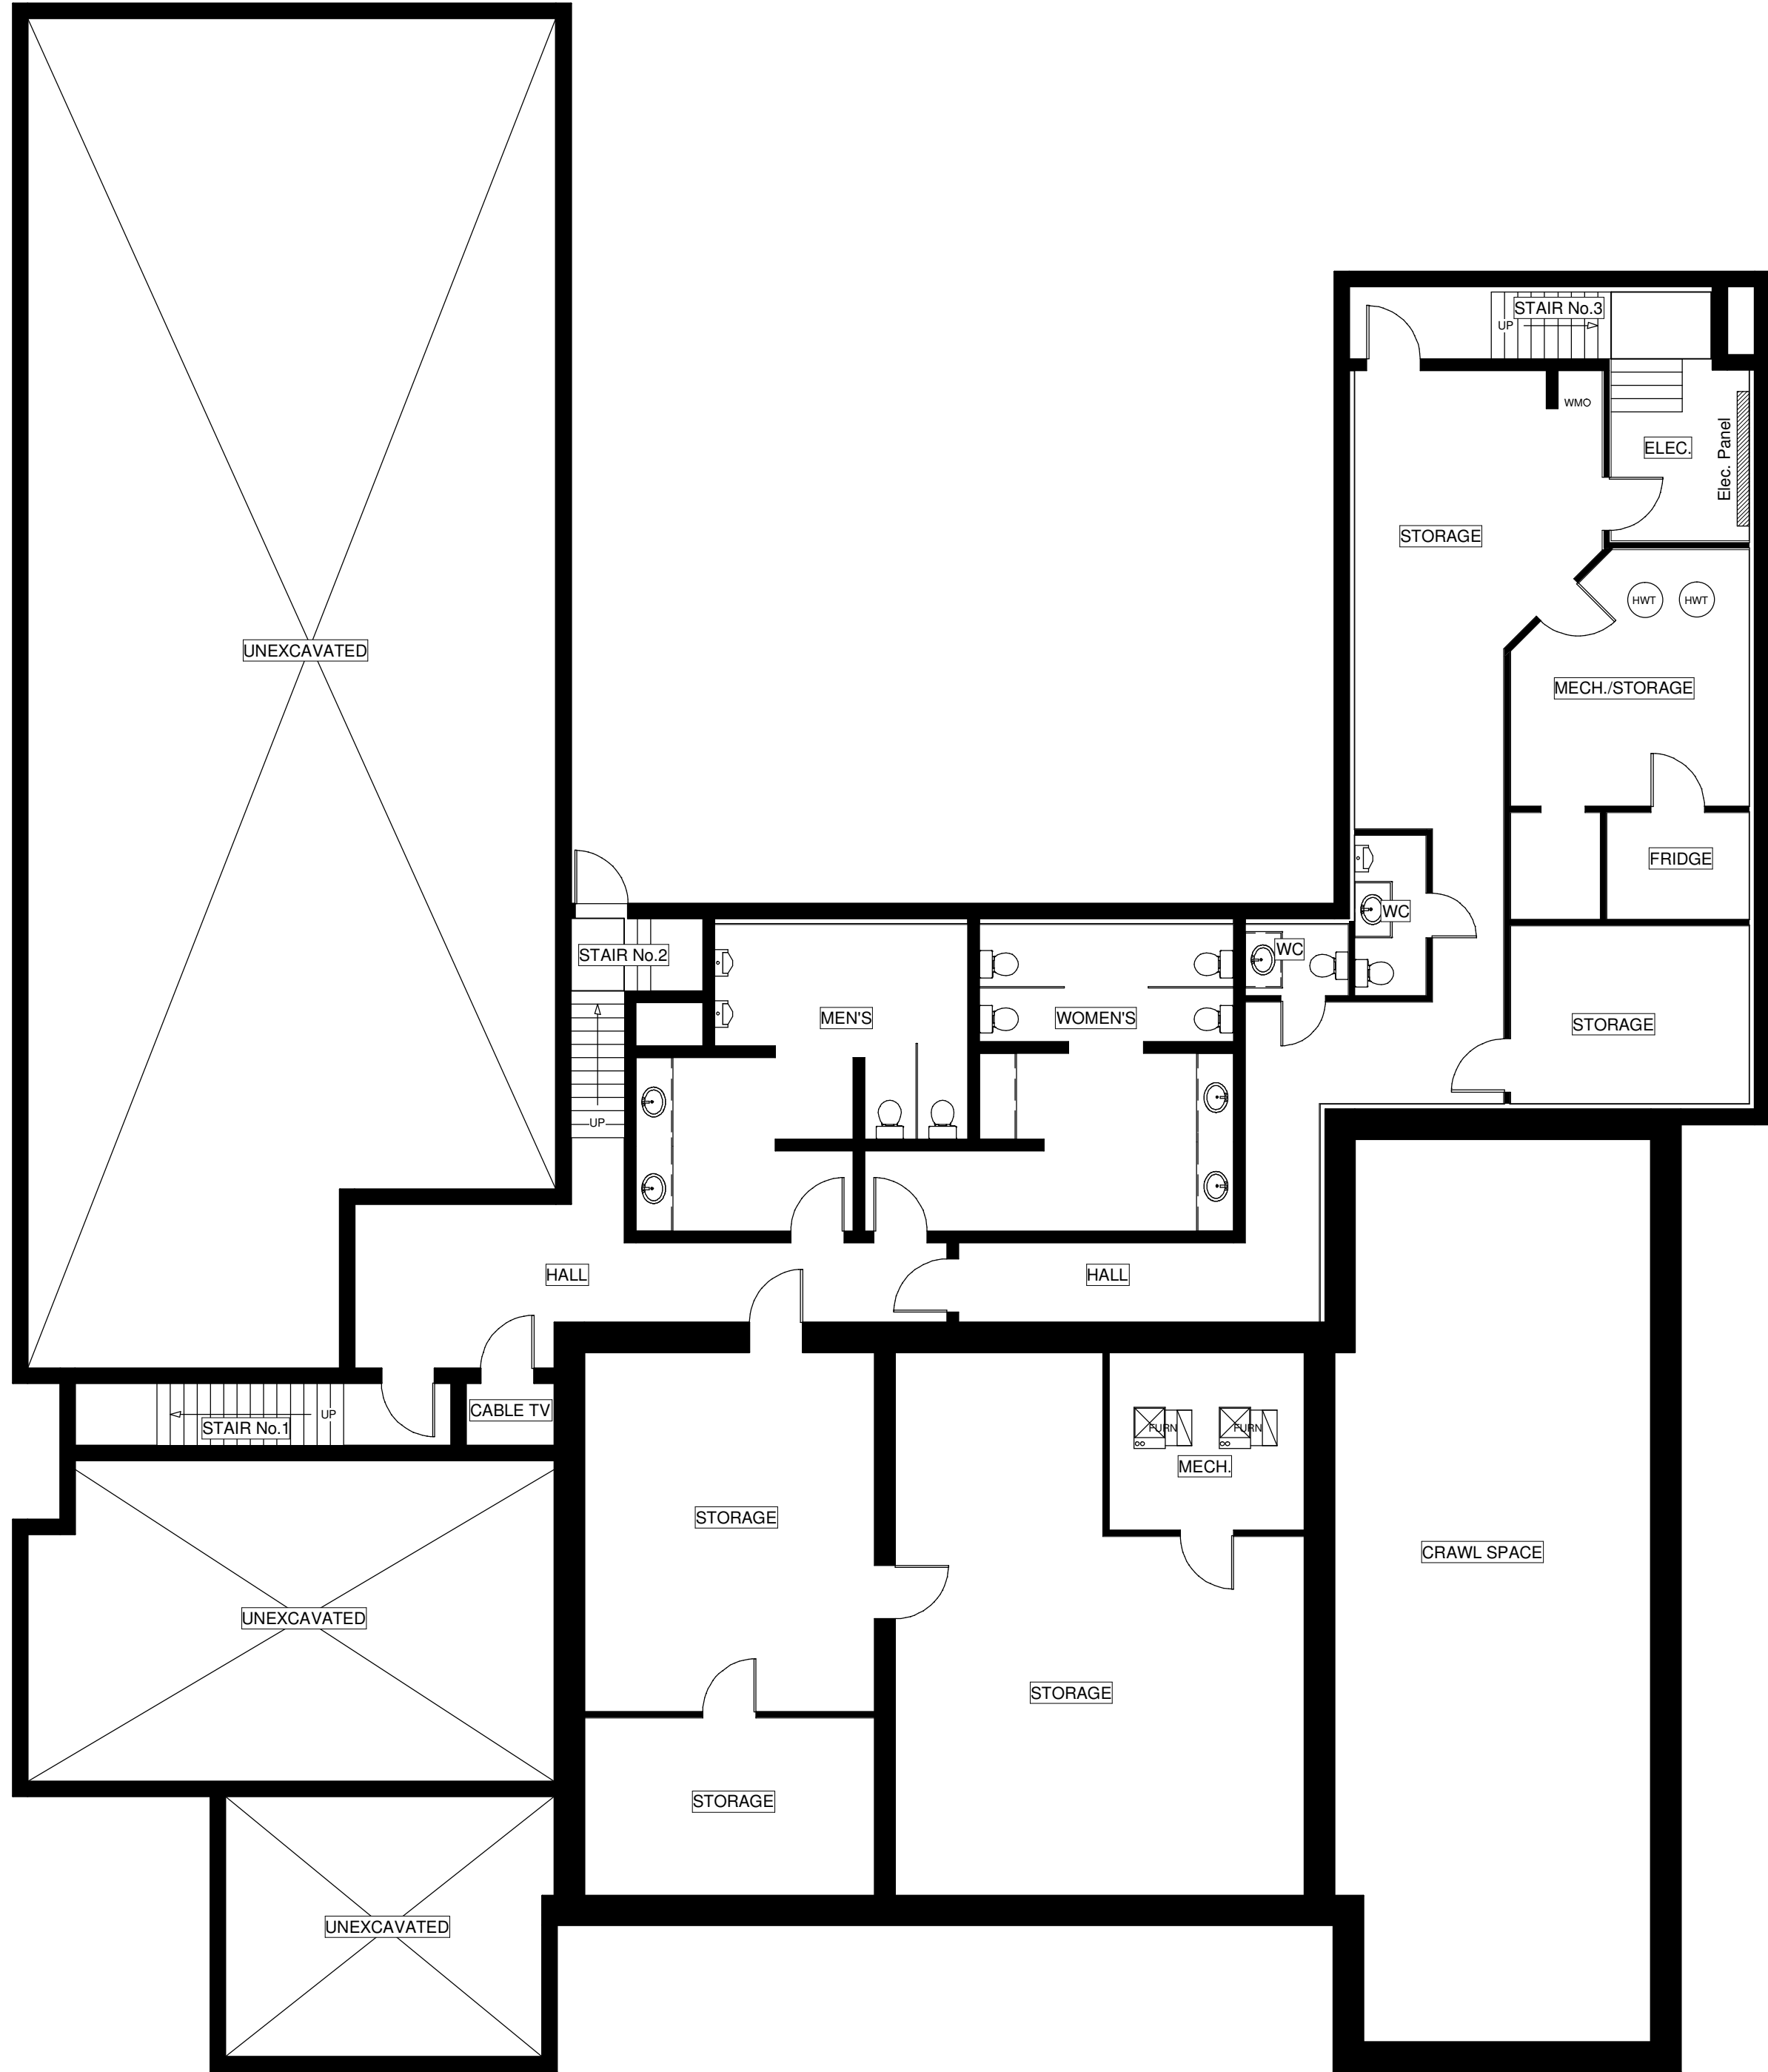 STAIR No.3
UP
WMO
ELEC.
Elec. Panel
STORAGE
HWT
HWT
UNEXCAVATED
MECH./STORAGE
FRIDGE
WC
WC
STAIR No.2
MEN'S
WOMEN'S
STORAGE
UP
HALL
HALL
CABLE TV
UP
STAIR No.1
FURN
FURN
MECH.
STORAGE
CRAWL SPACE
UNEXCAVATED
STORAGE
STORAGE
UNEXCAVATED